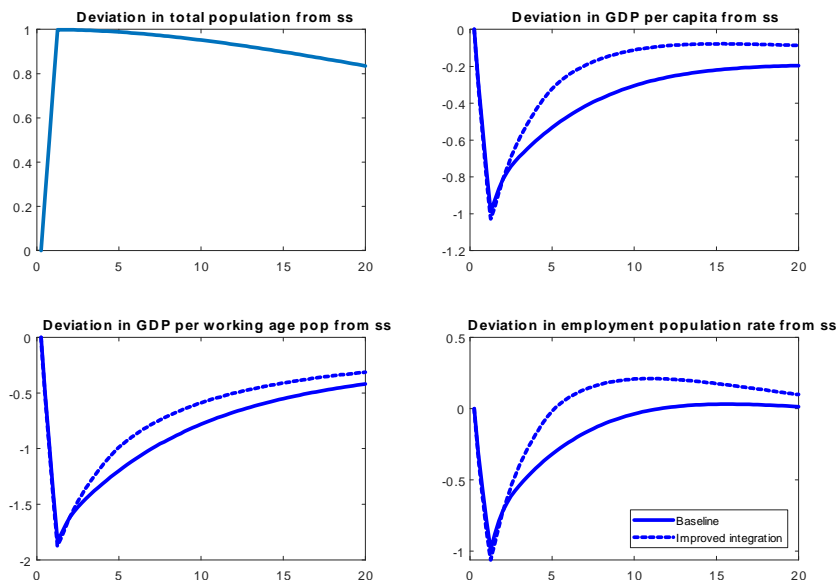 Deviation in total population from ss
1
0.8
0.6
0.4
0.2
0
0 5 10 15 20
Deviation in GDP per capita from ss
0
-0.2
-0.4
-0.6
-0.8
-1
-1.2
0 5 10 15 20
Deviation in GDP per working age pop from ss
0
-0.5
-1
-1.5
-2
0 5 10 15 20
Deviation in employment population rate from ss
0.5
0
-0.5
-1
Baseline
Improved integration
0 5 10 15 20